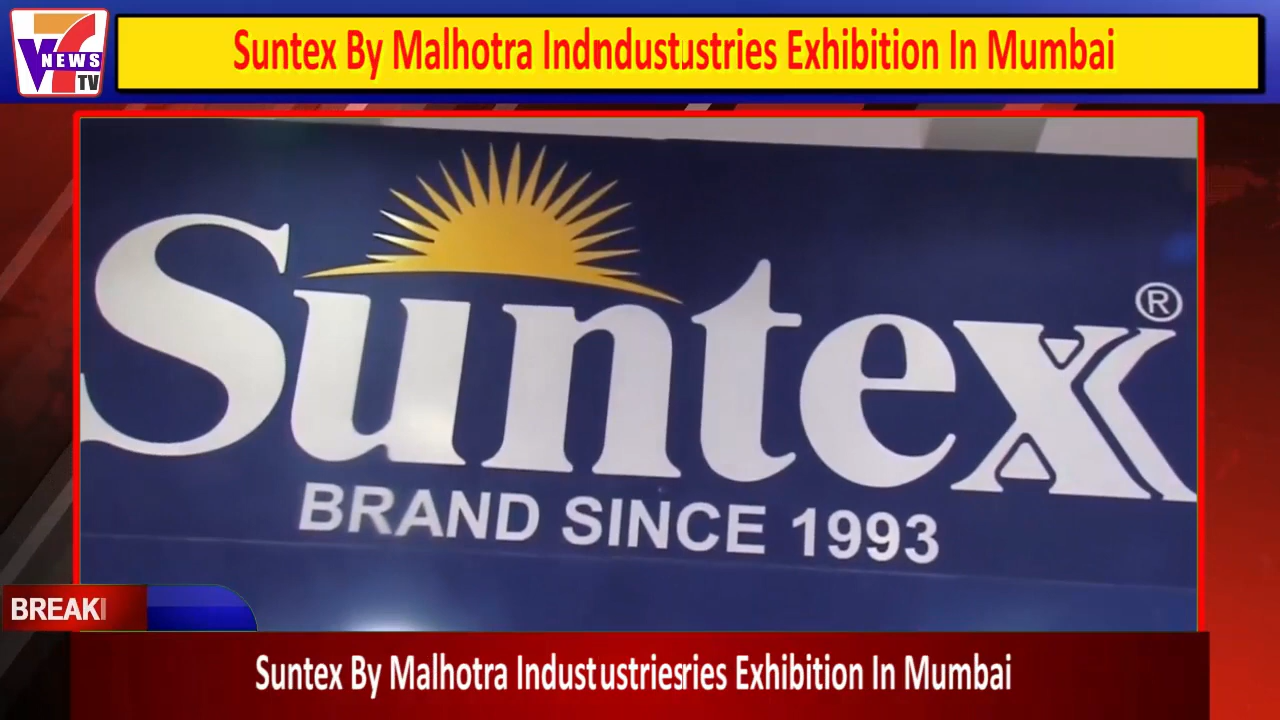 V7 NEWS TV
Suntex By Malhotra Indndustustries Exhibition In Mumbai
Suntex ®
BRAND SINCE 1993
BREAKI
Suntex By Malhotra Industustriesries Exhibition In Mumbai